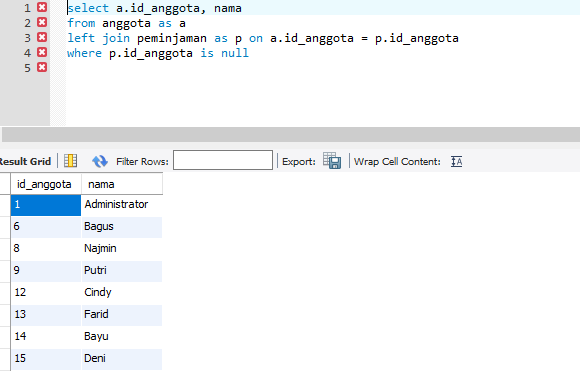 1 select a.id_anggota, nama
2 from anggota as a
3 left join peminjaman as p on a.id_anggota = p.id_anggota
4 where p.id_anggota is null
5
Result Grid Filter Rows: Export: Wrap Cell Content: IA
id_anggota nama
1 Administrator
6 Bagus
8 Najmin
9 Putri
12 Cindy
13 Farid
14 Bayu
15 Deni